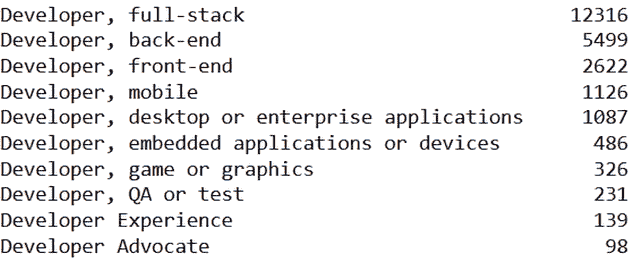 Developer, full-stack 12316
Developer, back-end 5499
Developer, front-end 2622
Developer, mobile 1126
Developer, desktop or enterprise applications 1087
Developer, embedded applications or devices 486
Developer, game or graphics 326
Developer, QA or test 231
Developer Experience 139
Developer Advocate 98